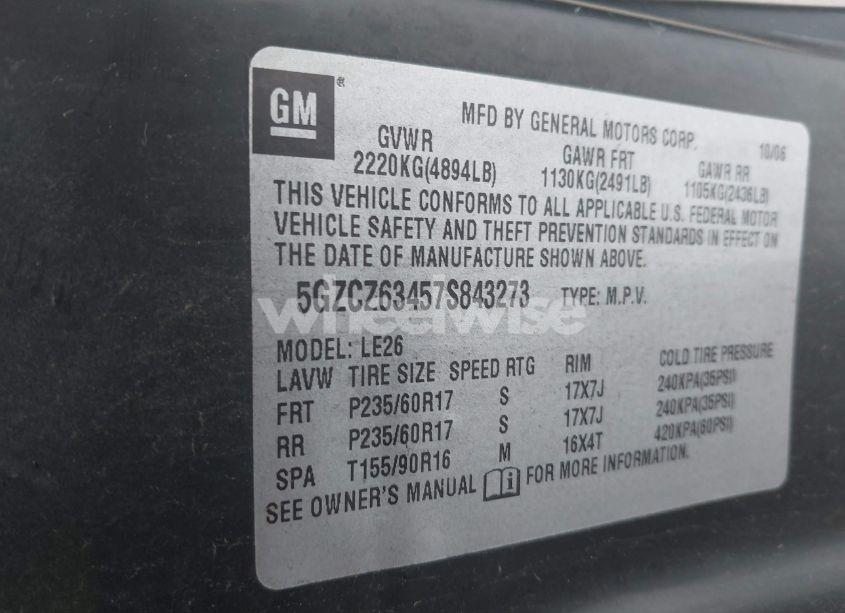 GM ®
MFD BY GENERAL MOTORS CORP. 10/06
GVWR GAWR FRT GAWR RR
2220KG(4894LB) 1130KG(2491LB) 1105KG(2436LB)
THIS VEHICLE CONFORMS TO ALL APPLICABLE U.S. FEDERAL MOTOR
VEHICLE SAFETY AND THEFT PREVENTION STANDARDS IN EFFECT ON
THE DATE OF MANUFACTURE SHOWN ABOVE.
5GZCZ63457S843273 TYPE: M.P.V.
wheelwise
MODEL: LE26
LAVW TIRE SIZE SPEED RTG RIM COLD TIRE PRESSURE
FRT P235/60R17 S 17X7J 240KPA(35PSI)
RR P235/60R17 S 17X7J 240KPA(35PSI)
SPA T155/90R16 M 16X4T 420KPA(60PSI)
SEE OWNER'S MANUAL i FOR MORE INFORMATION.